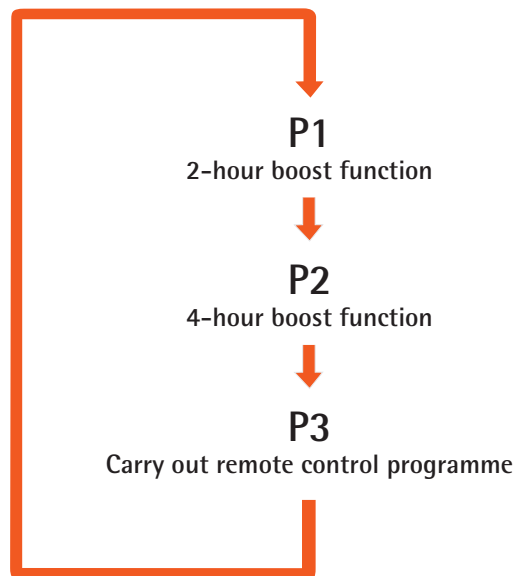 P1
2-hour boost function
P2
4-hour boost function
P3
Carry out remote control programme